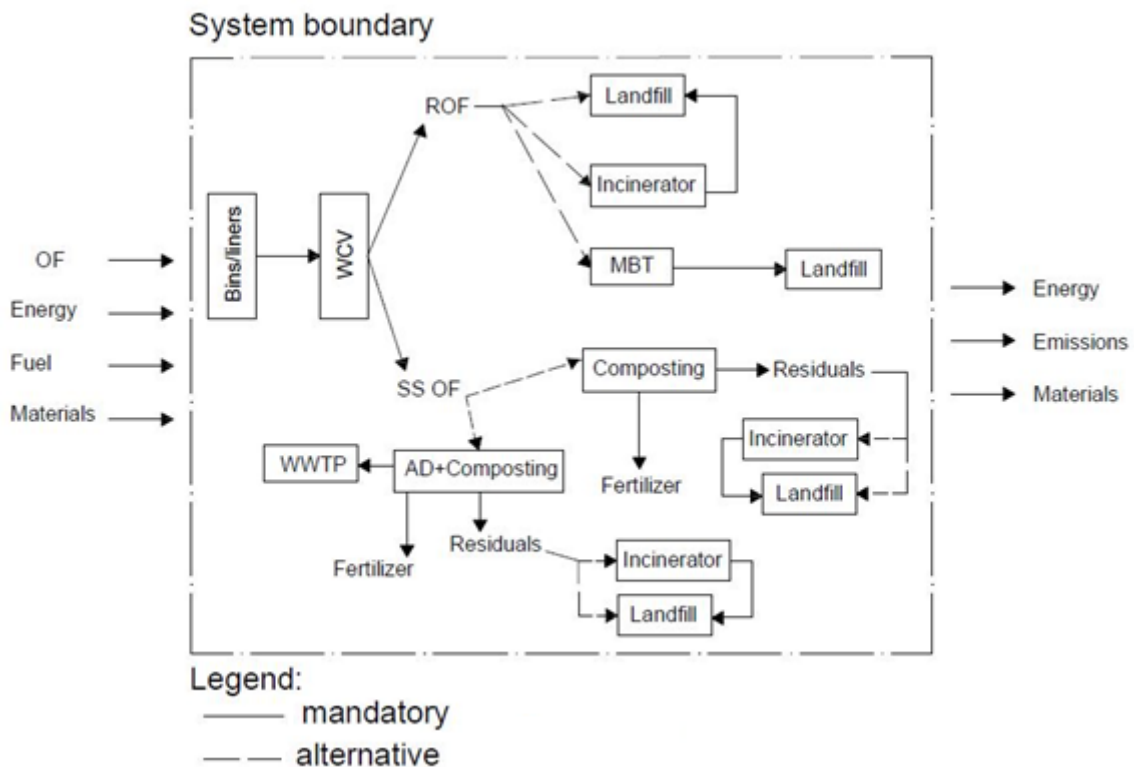 System boundary
OF
Energy
Fuel
Materials
Bins/liners
WCV
ROF
Landfill
Incinerator
MBT
Landfill
SS OF
Composting
Residuals
Incinerator
Landfill
Fertilizer
WWTP
AD+Composting
Fertilizer
Residuals
Incinerator
Landfill
Energy
Emissions
Materials
Legend:
mandatory
alternative